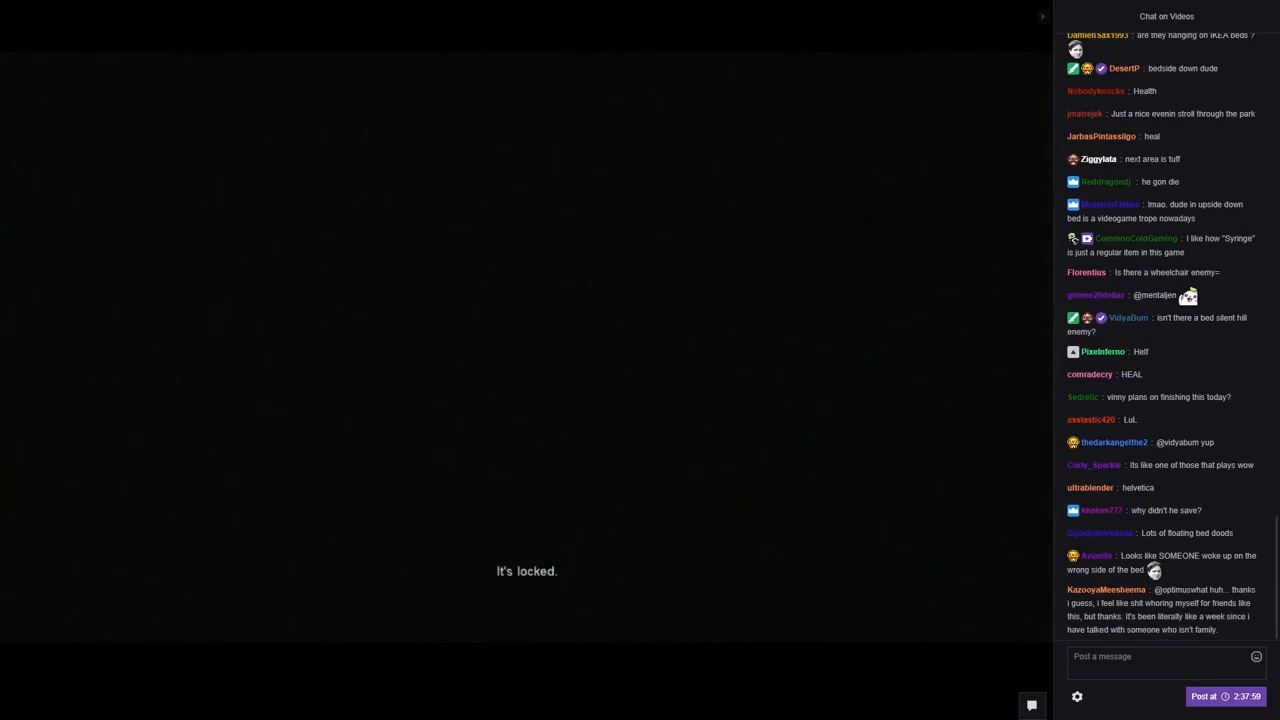 Chat on Videos
DamienSax1993 : are they hanging on IKEA beds ?
DesertP : bedside down dude
Nobodyknocks : Health
jmatrejek : Just a nice evenin stroll through the park
JarbasPintassilgo : heal
Ziggylata : next area is tuff
Reddragondj : he gon die
MysterioFlakes : lmao. dude in upside down
bed is a videogame trope nowadays
CommonColdGaming : I like how "Syringe"
is just a regular item in this game
Florentius : Is there a wheelchair enemy=
gimme20dollaz : @mentaljen
VidyaBum : isn't there a bed silent hill
enemy?
PixelInferno : Helf
comradecry : HEAL
Sedrelic : vinny plans on finishing this today?
asstastic420 : LuL
thedarkangelthe2 : @vidyabum yup
Curly_Sparkle : Its like one of those that plays wow
ultrablender : helvetica
knalom777 : why didn't he save?
: Lots of floating bed doods
Avianite : Looks like SOMEONE woke up on the
wrong side of the bed
KazooyaMeesheema : @optimuswhat huh... thanks
i guess, i feel like shit whoring myself for friends like
this, but thanks. It's been literally like a week since i
have talked with someone who isn't family.
It's locked.
Post a message
Post at 2:37:59